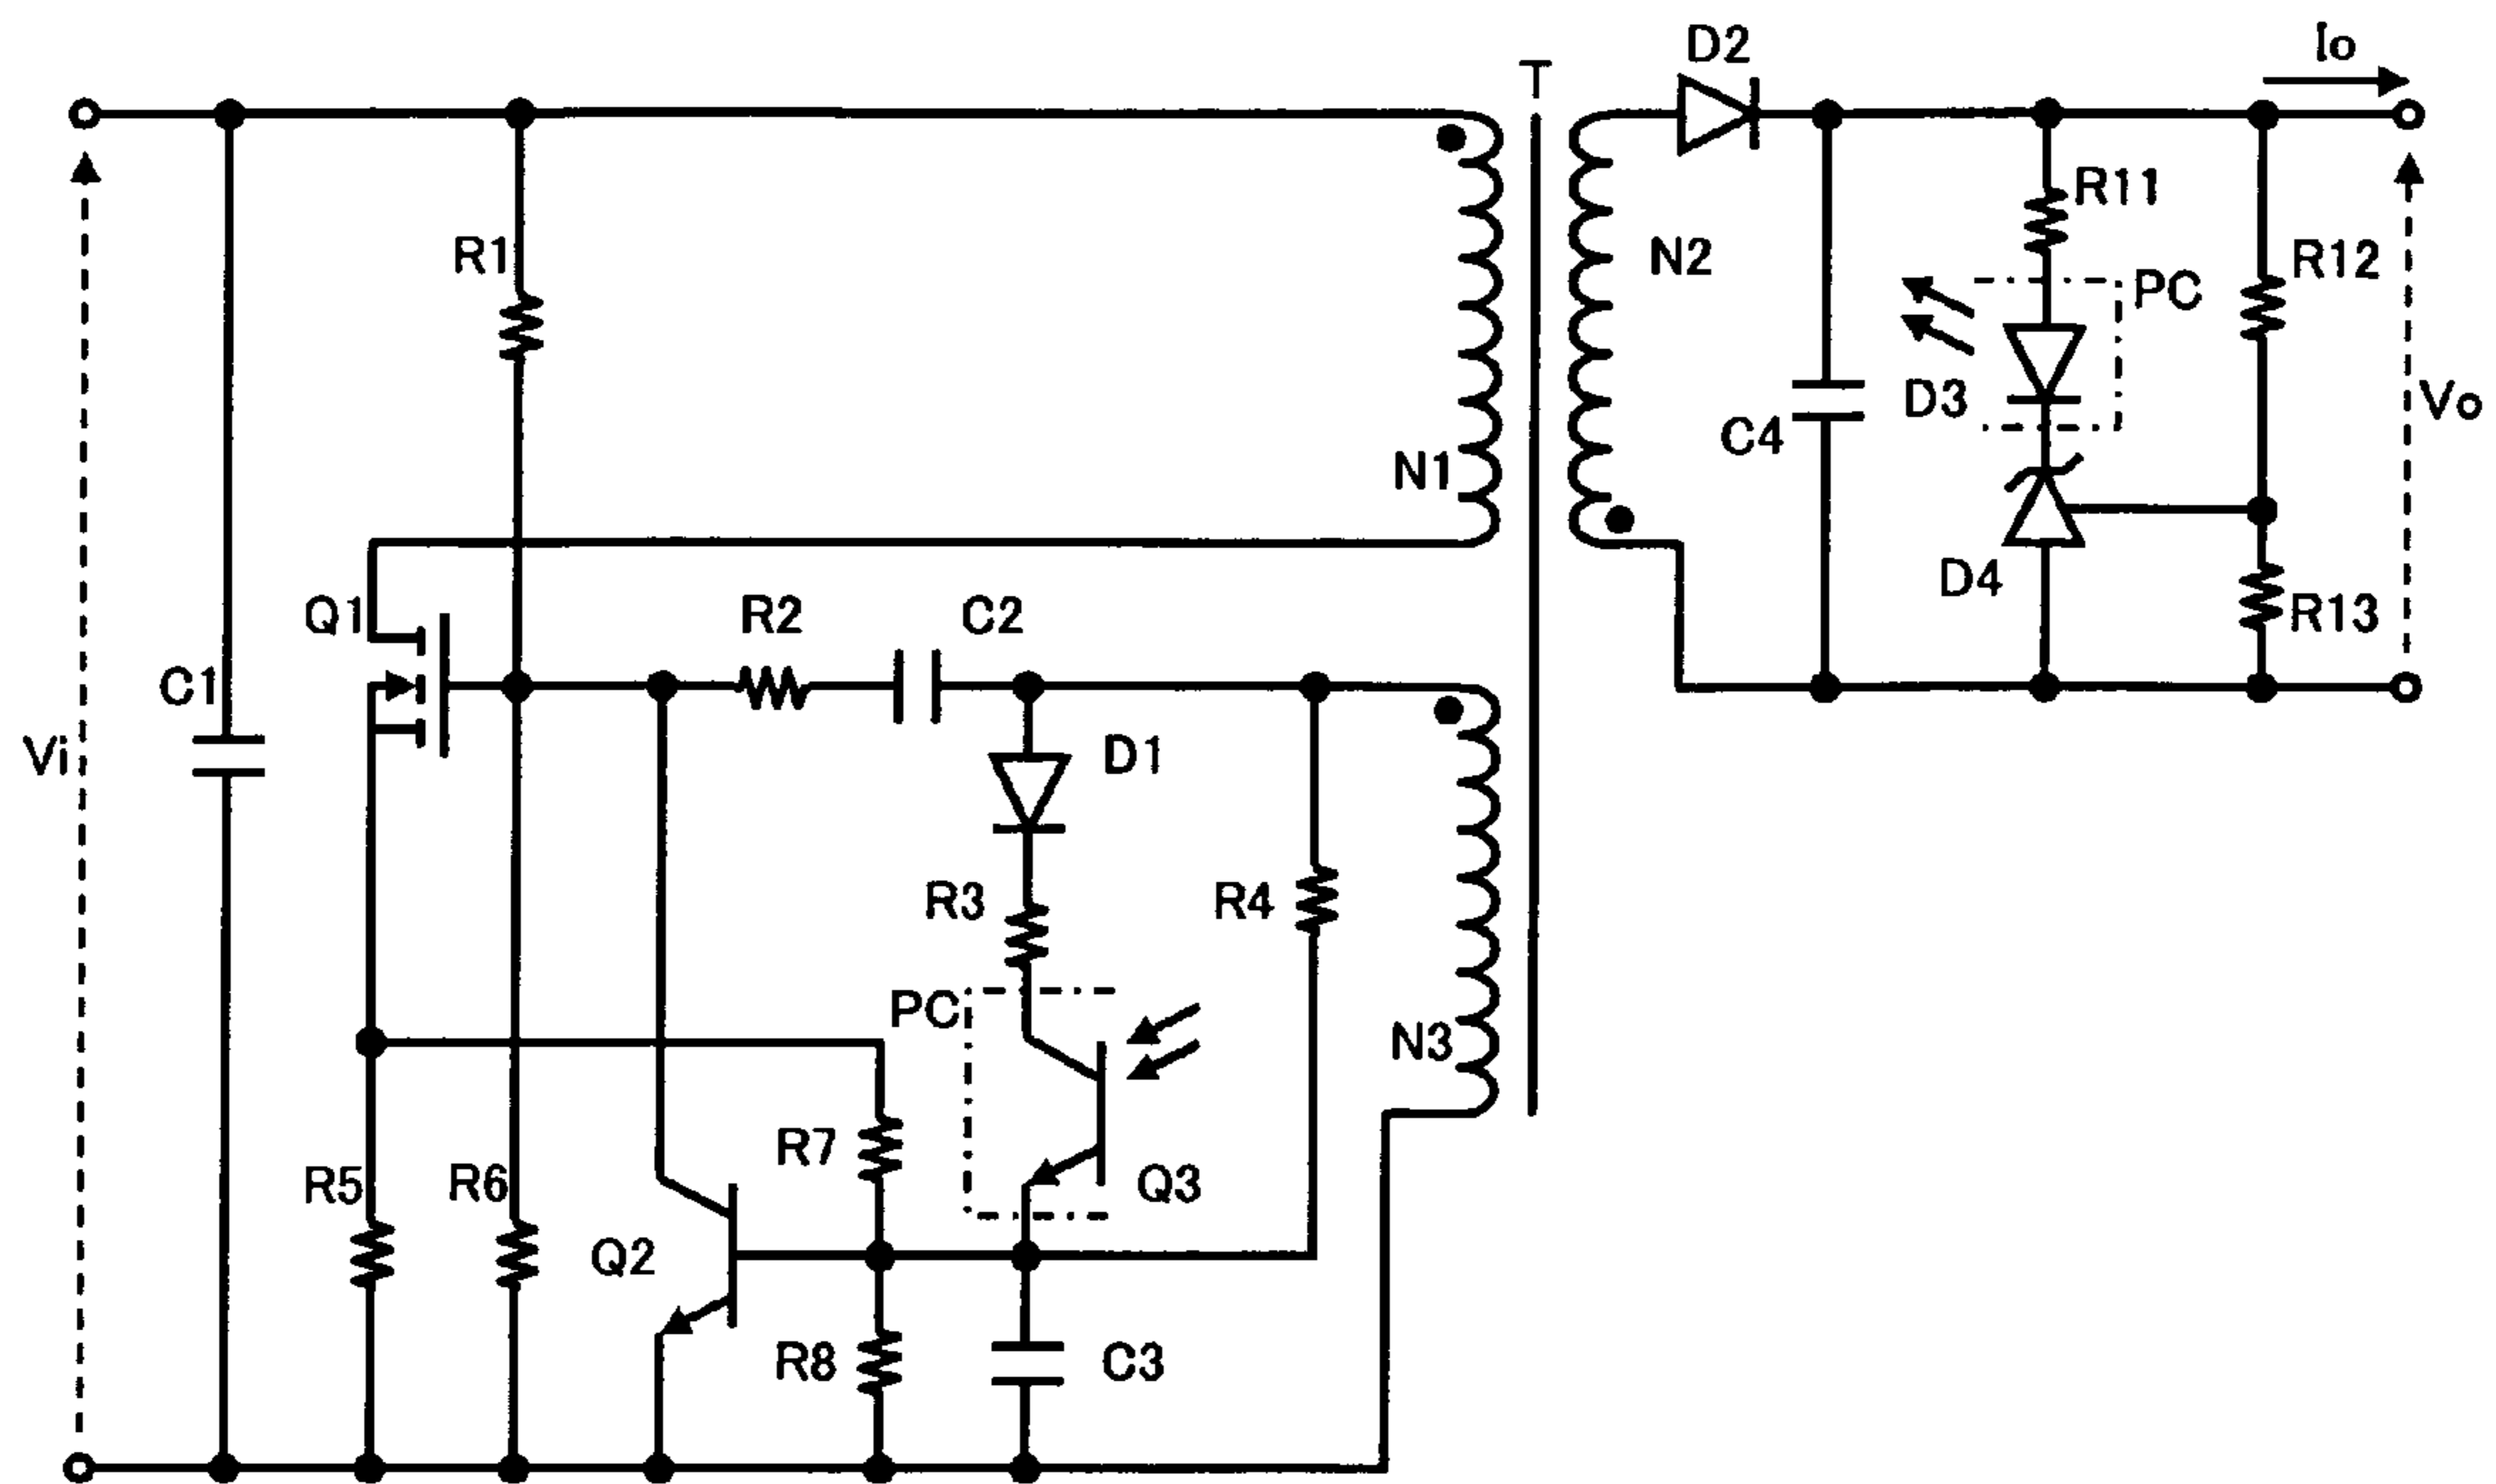 D2
Io
T
R11
R1
N2
R12
PC
D3
Vo
C4
N1
D4
Q1
R2
C2
R13
C1
Vi
D1
R3
R4
PC
N3
R7
R5
R6
Q3
Q2
R8
C3